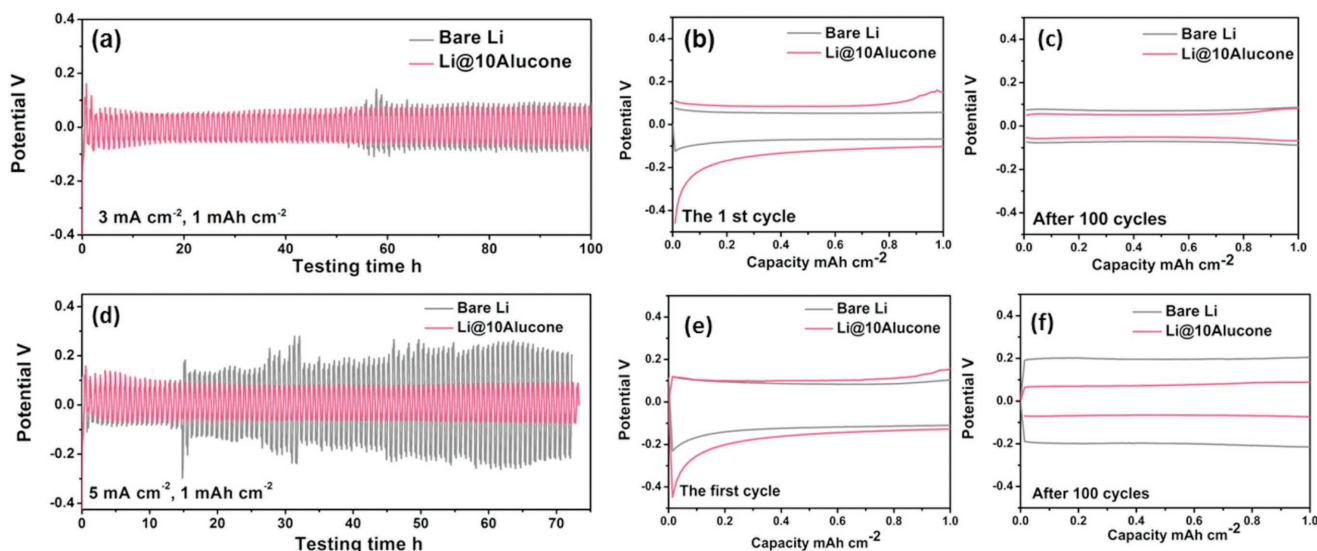 (a)
Bare Li
Li@10Alucone
0.4
0.2
0.0
-0.2
-0.4
Potential V
3 mA cm-2, 1 mAh cm-2
0 20 40 60 80 100
Testing time h
(b)
Bare Li
Li@10Alucone
0.4
0.2
0.0
-0.2
-0.4
Potential V
The 1 st cycle
0.0 0.2 0.4 0.6 0.8 1.0
Capacity mAh cm-2
(c)
Bare Li
Li@10Alucone
0.4
0.2
0.0
-0.2
-0.4
Potential V
After 100 cycles
0.0 0.2 0.4 0.6 0.8 1.0
Capacity mAh cm-2
(d)
Bare Li
Li@10Alucone
0.4
0.2
0.0
-0.2
-0.4
Potential V
5 mA cm-2, 1 mAh cm-2
0 10 20 30 40 50 60 70
Testing time h
(e)
Bare Li
Li@10Alucone
0.4
0.2
0.0
-0.2
-0.4
Potential V
The first cycle
0.0 0.2 0.4 0.6 0.8 1.0
Capacity mAh cm-2
(f)
Bare Li
Li@10Alucone
0.4
0.2
0.0
-0.2
-0.4
Potential V
After 100 cycles
0.0 0.2 0.4 0.6 0.8 1.0
Capacity mAh cm-2